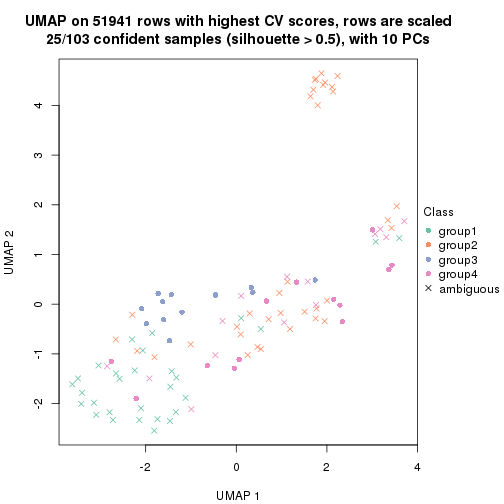 UMAP on 51941 rows with highest CV scores, rows are scaled
25/103 confident samples (silhouette > 0.5), with 10 PCs
4
3
2
1
0
-1
-2
UMAP 2
-2
0
2
4
UMAP 1
Class
group1
group2
group3
group4
ambiguous